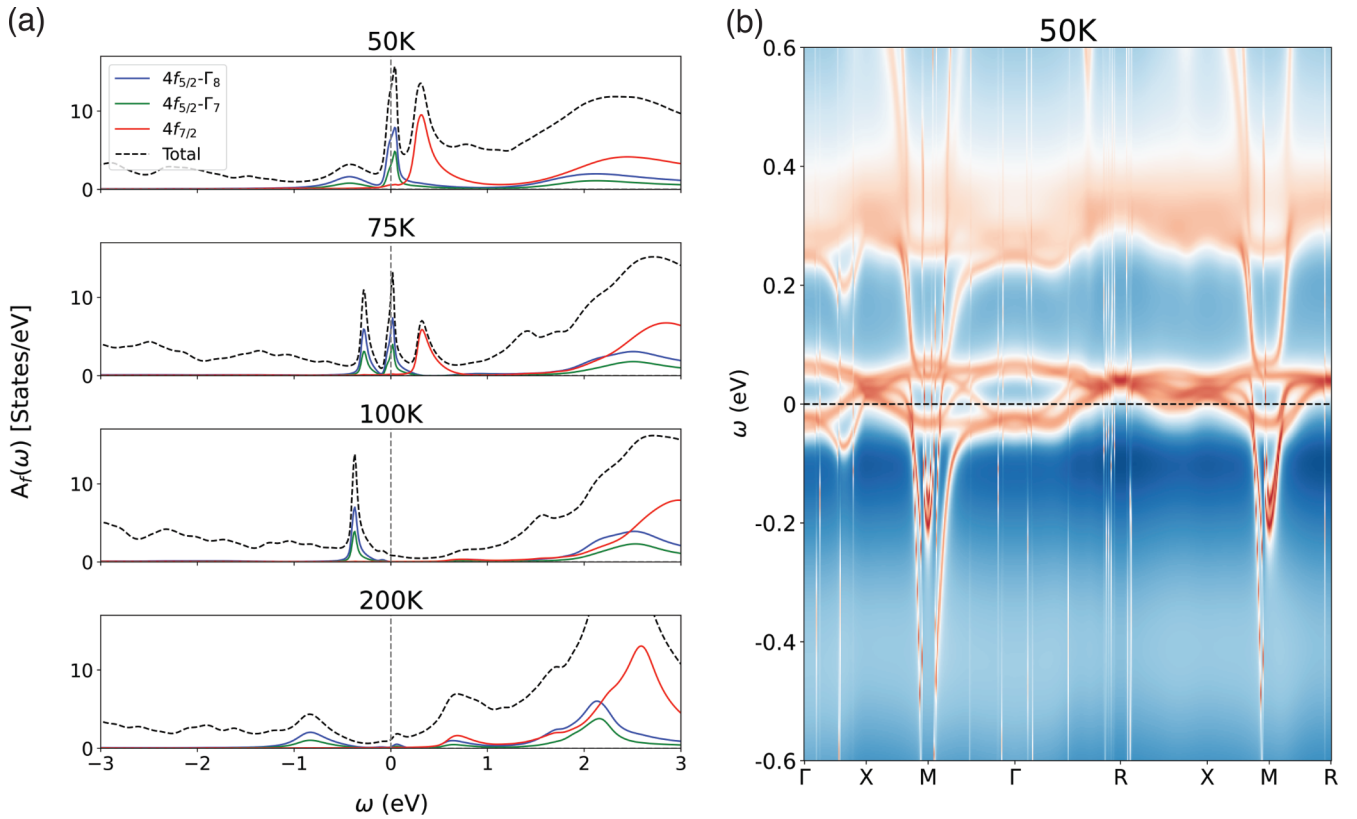 (a)
50K
4f5/2-Γ8
4f5/2-Γ7
4f7/2
Total
10
0
75K
10
0
100K
10
0
200K
10
0
−3
−2
−1
0
1
2
3
ω (eV)
Af(ω) [States/eV]
(b)
50K
0.6
0.4
0.2
0
-0.2
-0.4
-0.6
ω (eV)
Γ
X
M
Γ
R
X
M
R